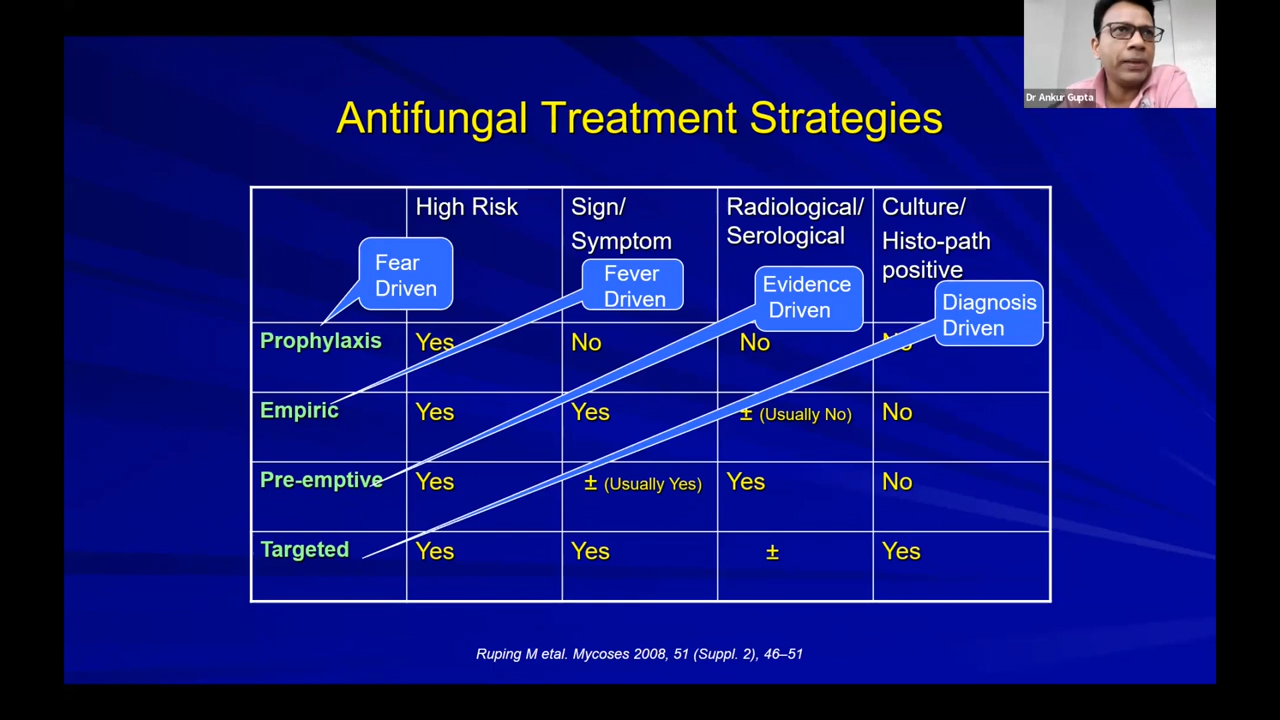 Dr Ankur Gupta
Antifungal Treatment Strategies
High Risk
Sign/
Symptom
Radiological/
Serological
Culture/
Histo-path
positive
Fear
Driven
Fever
Driven
Evidence
Driven
Diagnosis
Driven
Prophylaxis Yes No No No
Empiric Yes Yes ± (Usually No) No
Pre-emptive Yes ± (Usually Yes) Yes No
Targeted Yes Yes ± Yes
Ruping M etal. Mycoses 2008, 51 (Suppl. 2), 46–51